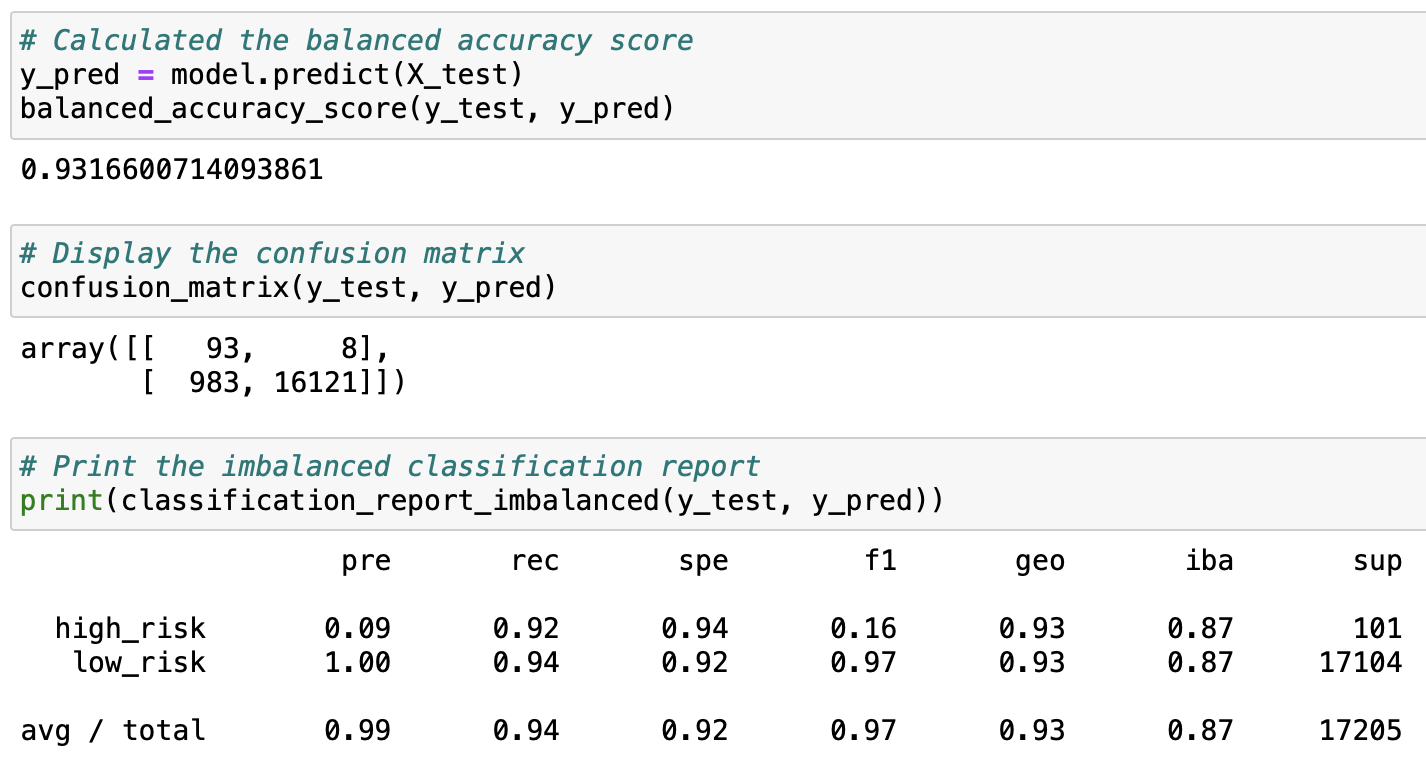 # Calculated the balanced accuracy score
y_pred = model.predict(X_test)
balanced_accuracy_score(y_test, y_pred)
0.9316600714093861
# Display the confusion matrix
confusion_matrix(y_test, y_pred)
array([[   93,     8],
       [  983, 16121]])
# Print the imbalanced classification report
print(classification_report_imbalanced(y_test, y_pred))
pre rec spe f1 geo iba sup
high_risk 0.09 0.92 0.94 0.16 0.93 0.87 101
low_risk 1.00 0.94 0.92 0.97 0.93 0.87 17104
avg / total 0.99 0.94 0.92 0.97 0.93 0.87 17205